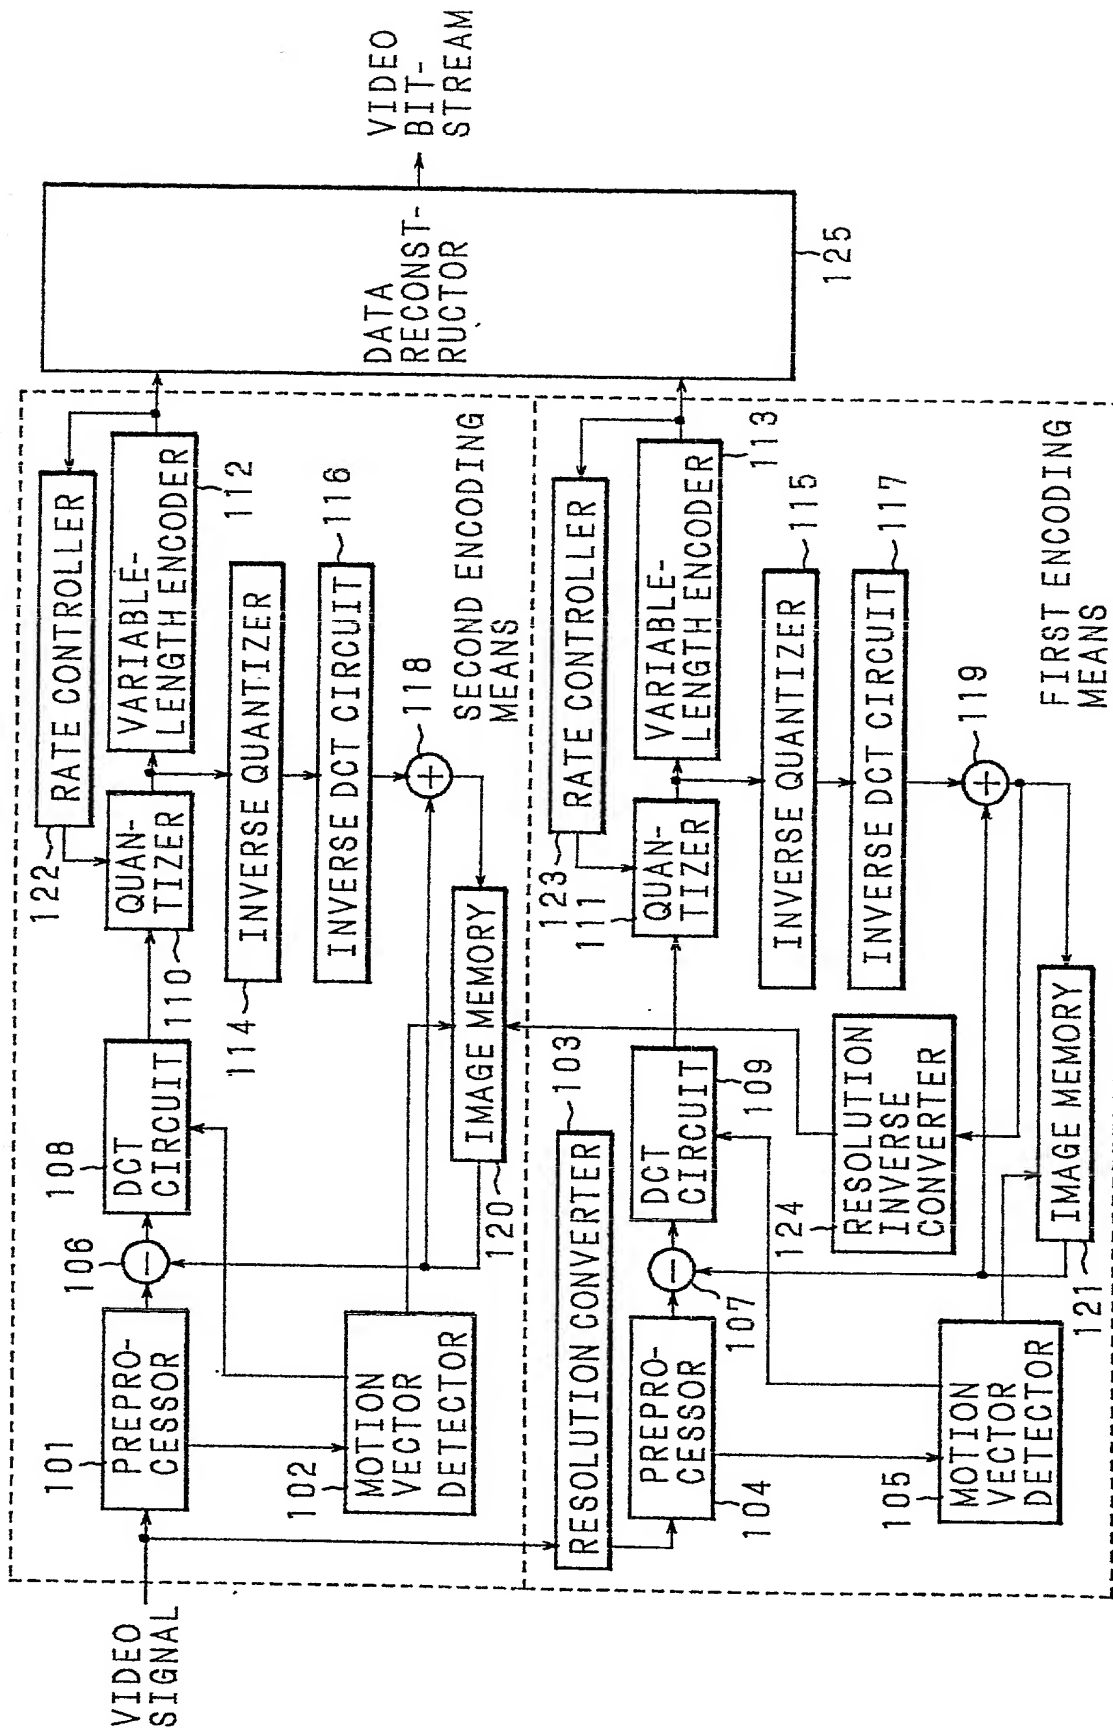 VIDEO
SIGNAL
101
PREPRO-
CESSOR
106
−
108
DCT
CIRCUIT
110
QUAN-
TIZER
122
RATE CONTROLLER
VARIABLE-
LENGTH ENCODER
112
114
INVERSE QUANTIZER
INVERSE DCT CIRCUIT
116
+
118
102
MOTION
VECTOR
DETECTOR
120
IMAGE MEMORY
SECOND ENCODING
MEANS
DATA
RECONST-
RUCTOR
125
VIDEO
BIT-
STREAM
RESOLUTION CONVERTER
103
PREPRO-
CESSOR
104
−
107
DCT
CIRCUIT
109
111
QUAN-
TIZER
123
RATE CONTROLLER
VARIABLE-
LENGTH ENCODER
113
INVERSE QUANTIZER
115
INVERSE DCT CIRCUIT
117
+
119
124
RESOLUTION
INVERSE
CONVERTER
105
MOTION
VECTOR
DETECTOR
121
IMAGE MEMORY
FIRST ENCODING
MEANS